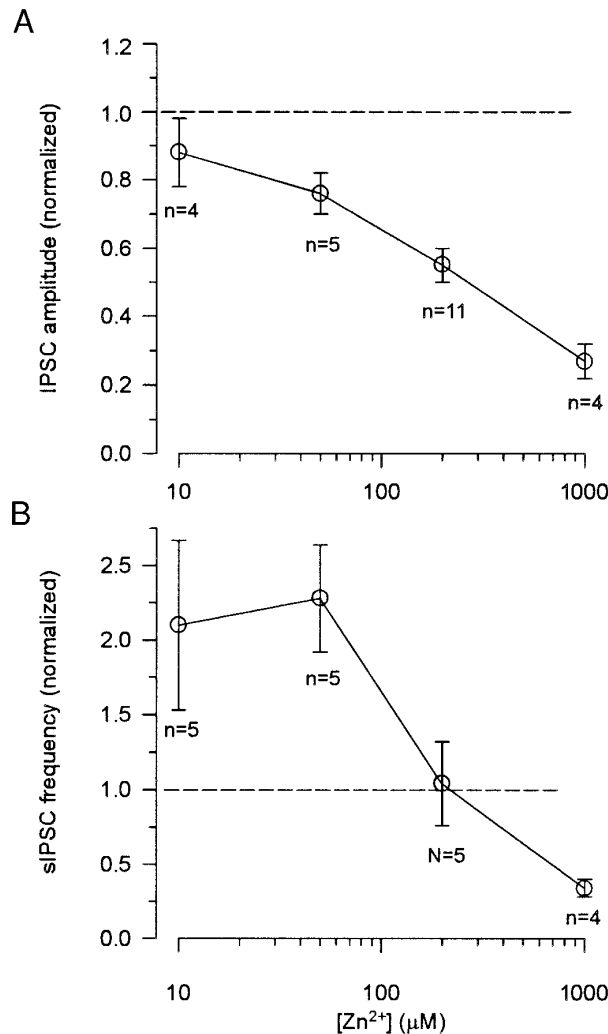 A
IPSC amplitude (normalized)
1.2
1.0
0.8
0.6
0.4
0.2
0.0
n=4
n=5
n=11
n=4
10
100
1000
B
sIPSC frequency (normalized)
2.5
2.0
1.5
1.0
0.5
0.0
n=5
n=5
N=5
n=4
10
100
1000
[Zn²⁺] (μM)